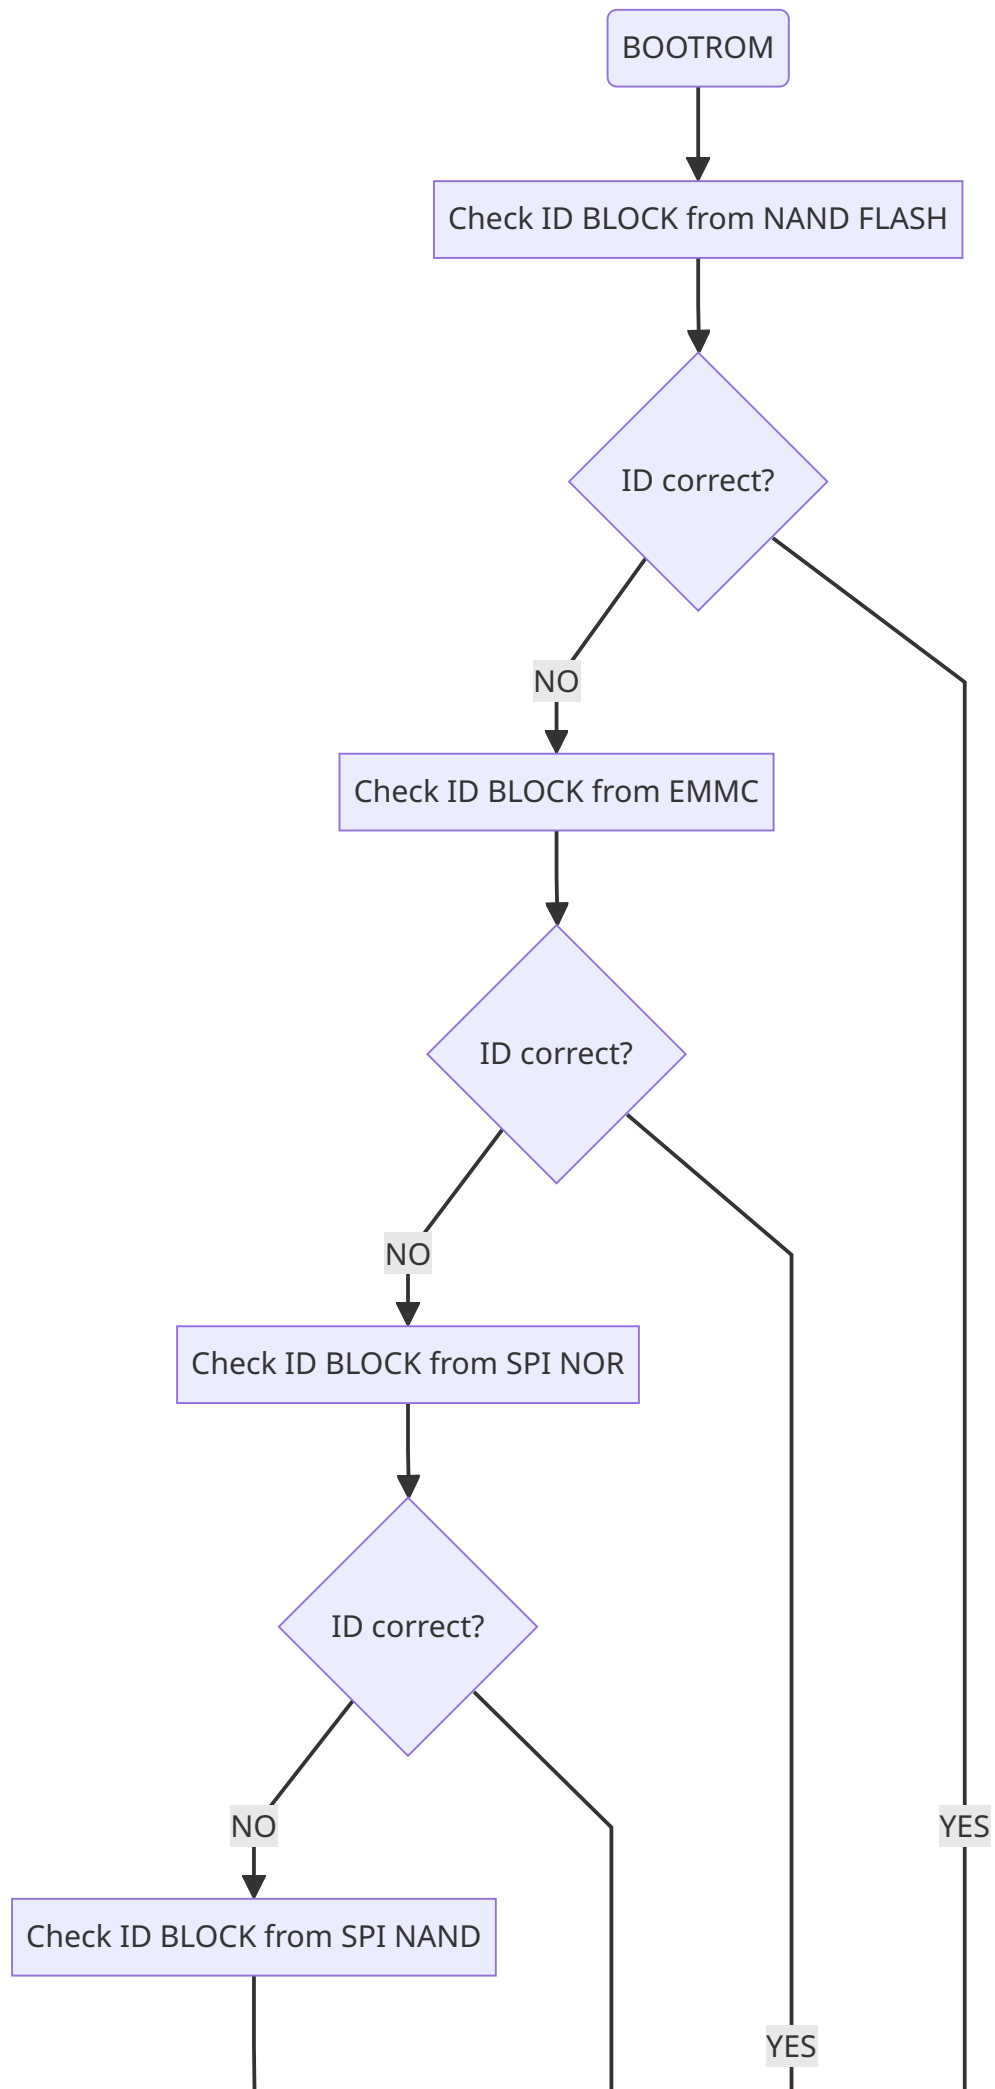 BOOTROM
Check ID BLOCK from NAND FLASH
ID correct?
NO
Check ID BLOCK from EMMC
ID correct?
NO
Check ID BLOCK from SPI NOR
ID correct?
NO
YES
Check ID BLOCK from SPI NAND
YES